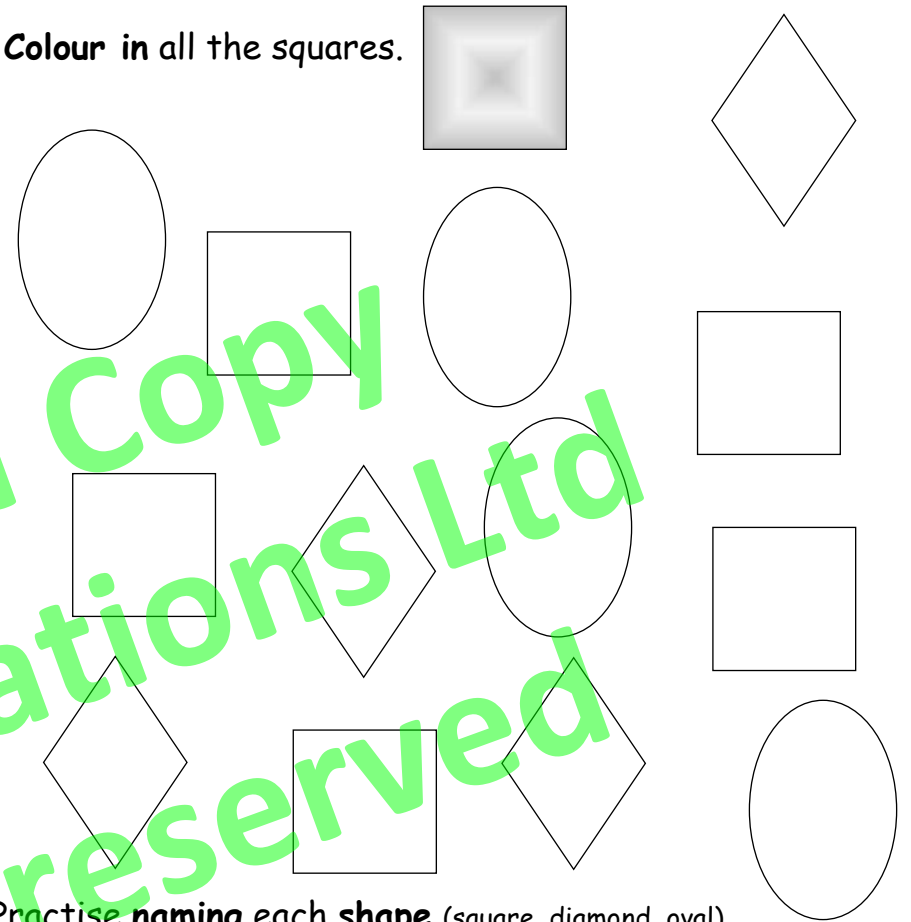 Colour in all the squares.
Copy
ations Ltd
reserved
Practise naming each shape (square, diamond, oval)